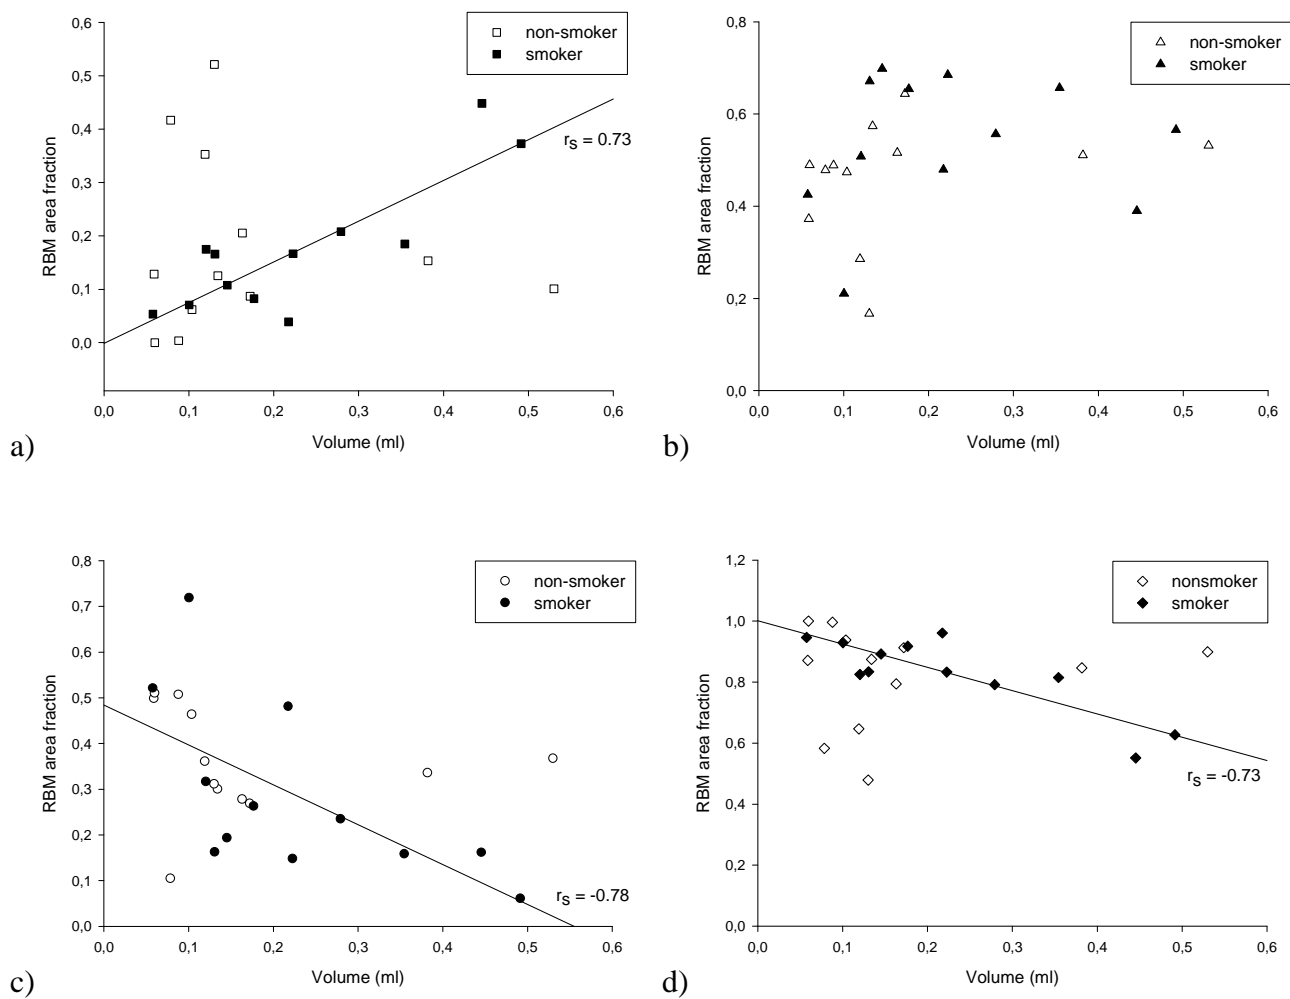 non-smoker
smoker
RBM area fraction
0,6
0,5
0,4
0,3
0,2
0,1
0,0
rs = 0.73
0,0 0,1 0,2 0,3 0,4 0,5 0,6
Volume (ml)
a)
non-smoker
smoker
RBM area fraction
0,8
0,6
0,4
0,2
0,0
0,0 0,1 0,2 0,3 0,4 0,5 0,6
Volume (ml)
b)
non-smoker
smoker
RBM area fraction
0,8
0,7
0,6
0,5
0,4
0,3
0,2
0,1
0,0
rs = -0.78
0,0 0,1 0,2 0,3 0,4 0,5 0,6
Volume (ml)
c)
nonsmoker
smoker
RBM area fraction
1,2
1,0
0,8
0,6
0,4
0,2
0,0
rs = -0.73
0,0 0,1 0,2 0,3 0,4 0,5 0,6
Volume (ml)
d)